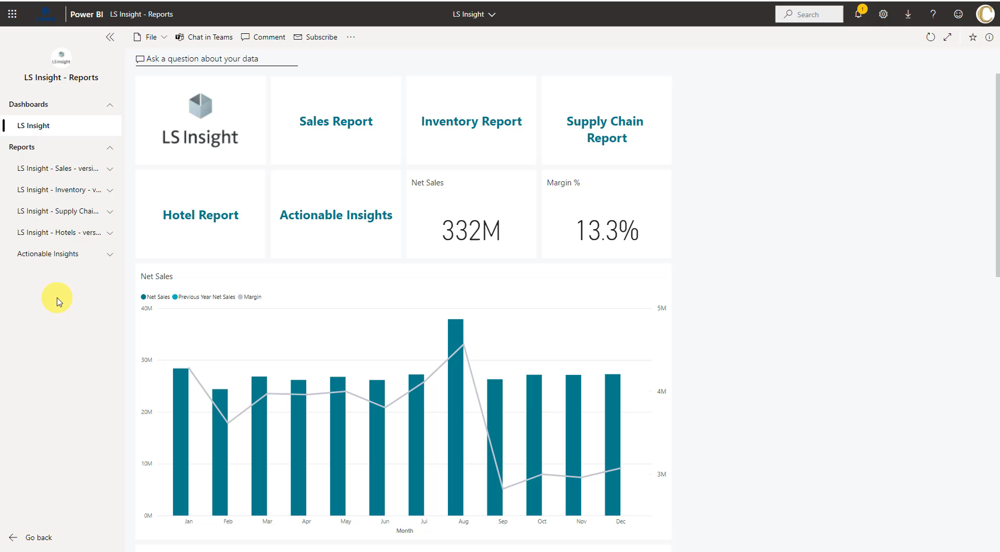 Power BI LS Insight - Reports
LS Insight
Search
1
File
Chat in Teams
Comment
Subscribe
Ask a question about your data
LS Insight
LS Insight - Reports
Dashboards
LS Insight
Reports
LS Insight - Sales - versi...
LS Insight - Inventory - v...
LS Insight - Supply Chai...
LS Insight - Hotels - vers...
Actionable Insights
Go back
LS Insight
Sales Report
Inventory Report
Supply Chain
Report
Hotel Report
Actionable Insights
Net Sales
332M
Margin %
13.3%
Net Sales
Net Sales Previous Year Net Sales Margin
40M
30M
20M
10M
0M
5M
4M
3M
Jan Feb Mar Apr May Jun Jul Aug Sep Oct Nov Dec
Month